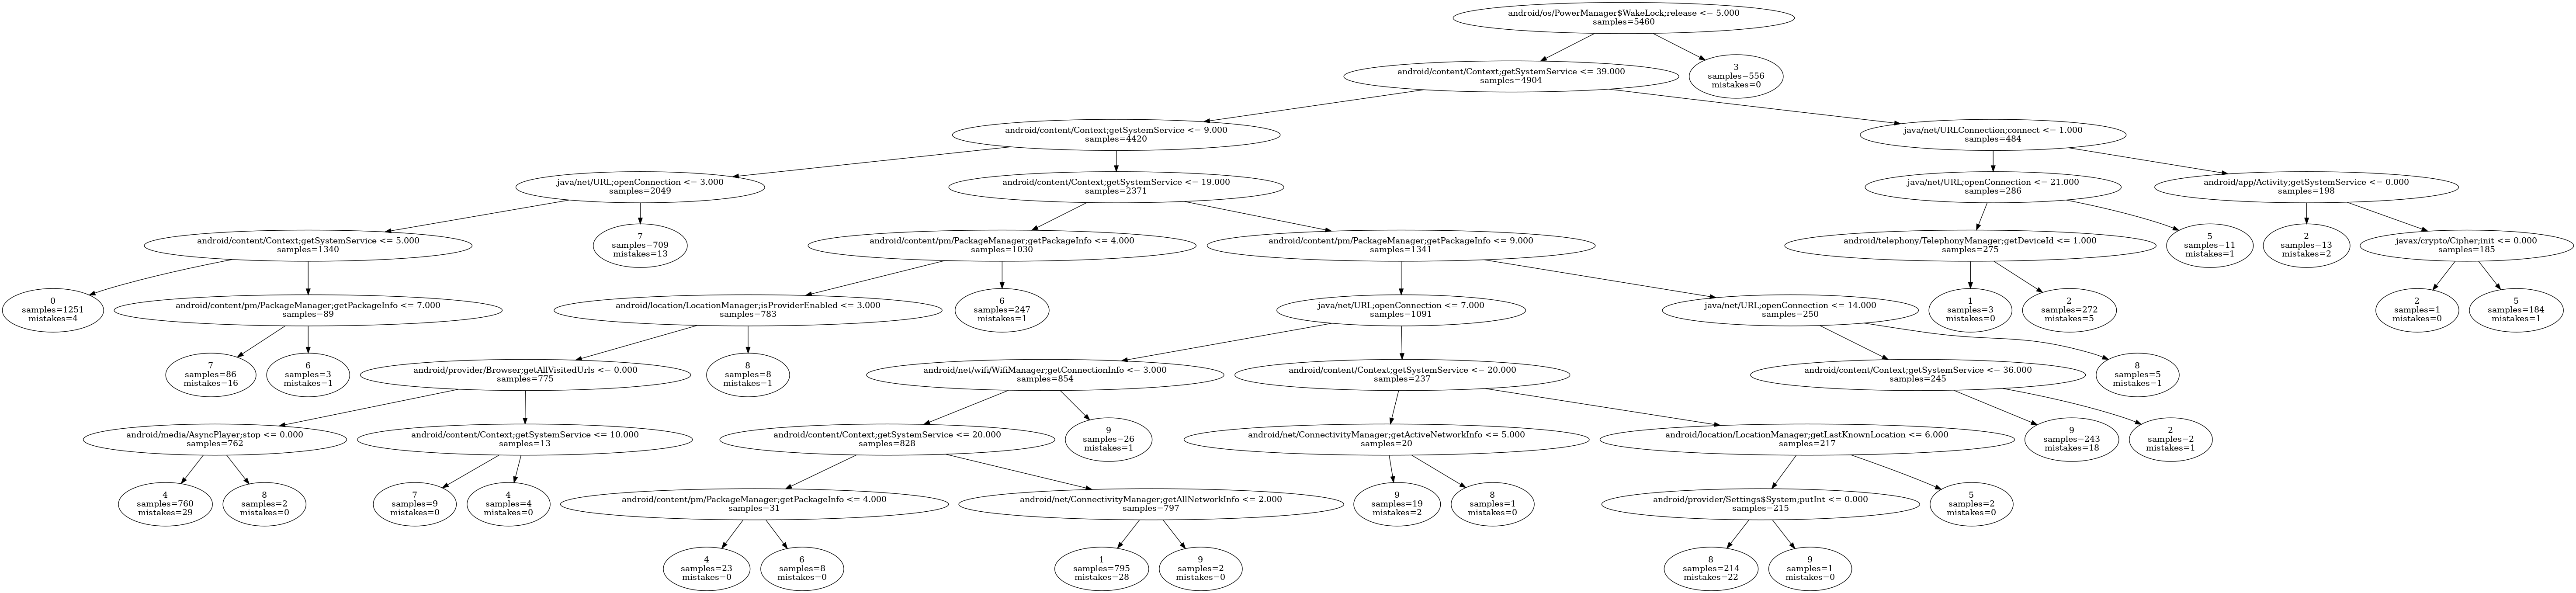 android/os/PowerManager$WakeLock;release <= 5.000
samples=5460
android/content/Context;getSystemService <= 39.000
samples=4904
3
samples=556
mistakes=0
android/content/Context;getSystemService <= 9.000
samples=4420
java/net/URLConnection;connect <= 1.000
samples=484
java/net/URL;openConnection <= 3.000
samples=2049
android/content/Context;getSystemService <= 19.000
samples=2371
java/net/URL;openConnection <= 21.000
samples=286
android/app/Activity;getSystemService <= 0.000
samples=198
android/content/Context;getSystemService <= 5.000
samples=1340
7
samples=709
mistakes=13
android/content/pm/PackageManager;getPackageInfo <= 4.000
samples=1030
android/content/pm/PackageManager;getPackageInfo <= 9.000
samples=1341
android/telephony/TelephonyManager;getDeviceId <= 1.000
samples=275
5
samples=11
mistakes=1
2
samples=13
mistakes=2
javax/crypto/Cipher;init <= 0.000
samples=185
0
samples=1251
mistakes=4
android/content/pm/PackageManager;getPackageInfo <= 7.000
samples=89
android/location/LocationManager;isProviderEnabled <= 3.000
samples=783
6
samples=247
mistakes=1
java/net/URL;openConnection <= 7.000
samples=1091
java/net/URL;openConnection <= 14.000
samples=250
1
samples=3
mistakes=0
2
samples=272
mistakes=5
2
samples=1
mistakes=0
5
samples=184
mistakes=1
7
samples=86
mistakes=16
6
samples=3
mistakes=1
android/provider/Browser;getAllVisitedUrls <= 0.000
samples=775
8
samples=8
mistakes=1
android/net/wifi/WifiManager;getConnectionInfo <= 3.000
samples=854
android/content/Context;getSystemService <= 20.000
samples=237
android/content/Context;getSystemService <= 36.000
samples=245
8
samples=5
mistakes=1
android/media/AsyncPlayer;stop <= 0.000
samples=762
android/content/Context;getSystemService <= 10.000
samples=13
android/content/Context;getSystemService <= 20.000
samples=828
9
samples=26
mistakes=1
android/net/ConnectivityManager;getActiveNetworkInfo <= 5.000
samples=20
android/location/LocationManager;getLastKnownLocation <= 6.000
samples=217
9
samples=243
mistakes=18
2
samples=2
mistakes=1
4
samples=760
mistakes=29
8
samples=2
mistakes=0
7
samples=9
mistakes=0
4
samples=4
mistakes=0
android/content/pm/PackageManager;getPackageInfo <= 4.000
samples=31
android/net/ConnectivityManager;getAllNetworkInfo <= 2.000
samples=797
9
samples=19
mistakes=2
8
samples=1
mistakes=0
android/provider/Settings$System;putInt <= 0.000
samples=215
5
samples=2
mistakes=0
4
samples=23
mistakes=0
6
samples=8
mistakes=0
1
samples=795
mistakes=28
9
samples=2
mistakes=0
8
samples=214
mistakes=22
9
samples=1
mistakes=0